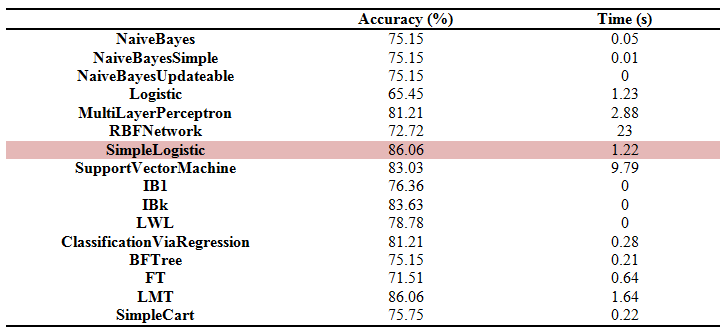 Accuracy (%) Time (s)
NaiveBayes 75.15 0.05
NaiveBayesSimple 75.15 0.01
NaiveBayesUpdateable 75.15 0
Logistic 65.45 1.23
MultiLayerPerceptron 81.21 2.88
RBFNetwork 72.72 23
SimpleLogistic 86.06 1.22
SupportVectorMachine 83.03 9.79
IB1 76.36 0
IBk 83.63 0
LWL 78.78 0
ClassificationViaRegression 81.21 0.28
BFTree 75.15 0.21
FT 71.51 0.64
LMT 86.06 1.64
SimpleCart 75.75 0.22